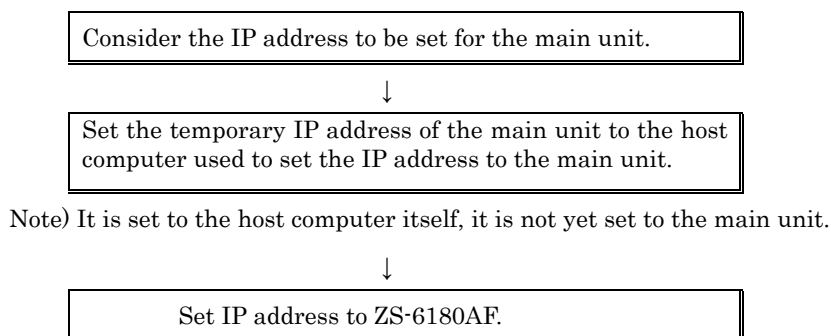 Consider the IP address to be set for the main unit.
↓
Set the temporary IP address of the main unit to the host
computer used to set the IP address to the main unit.
Note) It is set to the host computer itself, it is not yet set to the main unit.
↓
Set IP address to ZS-6180AF.